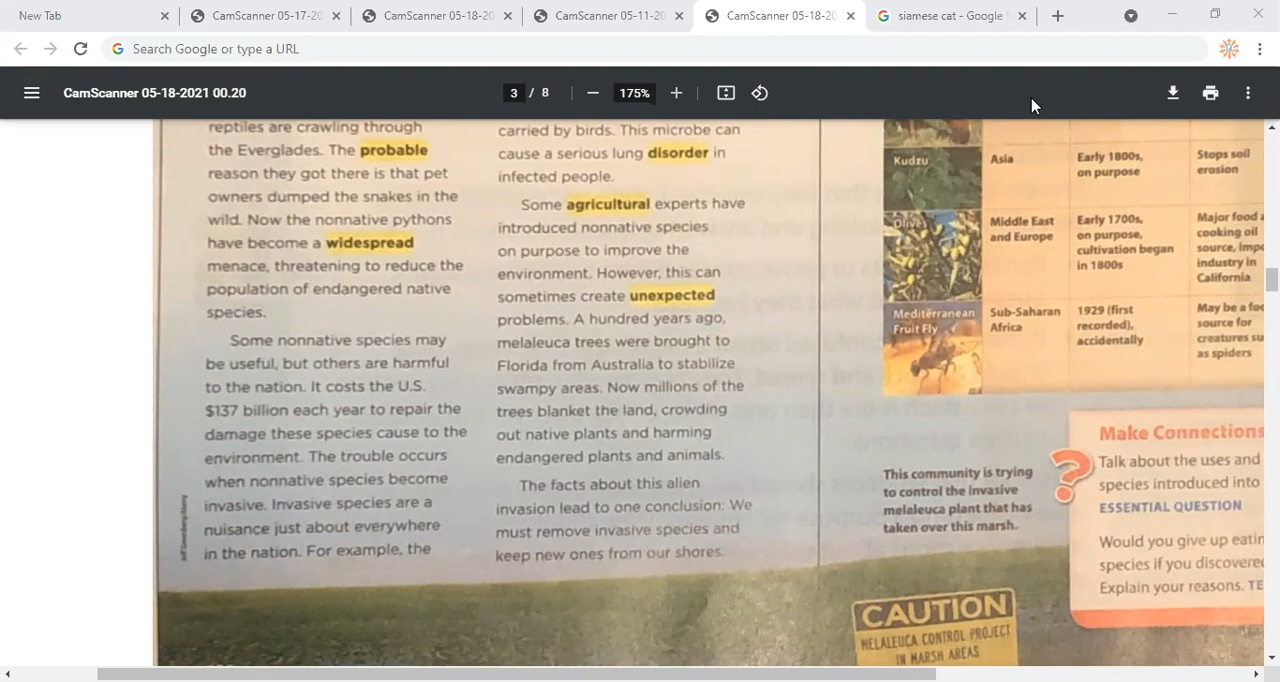 New Tab
CamScanner 05-17-20
CamScanner 05-18-20
CamScanner 05-11-20
CamScanner 05-18-20
siamese cat - Google
Search Google or type a URL
CamScanner 05-18-2021 00.20
3 / 8
175%
reptiles are crawling through
the Everglades. The probable
reason they got there is that pet
owners dumped the snakes in the
wild. Now the nonnative pythons
have become a widespread
menace, threatening to reduce the
population of endangered native
species.
Some nonnative species may
be useful, but others are harmful
to the nation. It costs the U.S.
$137 billion each year to repair the
damage these species cause to the
environment. The trouble occurs
when nonnative species become
invasive. Invasive species are a
nuisance just about everywhere
in the nation. For example, the
carried by birds. This microbe can
cause a serious lung disorder in
infected people.
Some agricultural experts have
introduced nonnative species
on purpose to improve the
environment. However, this can
sometimes create unexpected
problems. A hundred years ago,
melaleuca trees were brought to
Florida from Australia to stabilize
swampy areas. Now millions of the
trees blanket the land, crowding
out native plants and harming
endangered plants and animals.
The facts about this alien
invasion lead to one conclusion: We
must remove invasive species and
keep new ones from our shores.
Kudzu
Asia
Early 1800s,
on purpose
Stops soil
erosion
Olives
Middle East
and Europe
Early 1700s,
on purpose,
cultivation began
in 1800s
Major food a
cooking oil
source, impo
industry in
California
Mediterranean
Fruit Fly
Sub-Saharan
Africa
1929 (first
recorded),
accidentally
May be a foo
source for
creatures su
as spiders
This community is trying
to control the invasive
melaleuca plant that has
taken over this marsh.
Make Connections
Talk about the uses and
species introduced into
ESSENTIAL QUESTION
Would you give up eatin
species if you discovere
Explain your reasons. TE
CAUTION
MELALEUCA CONTROL PROJECT
IN MARSH AREAS